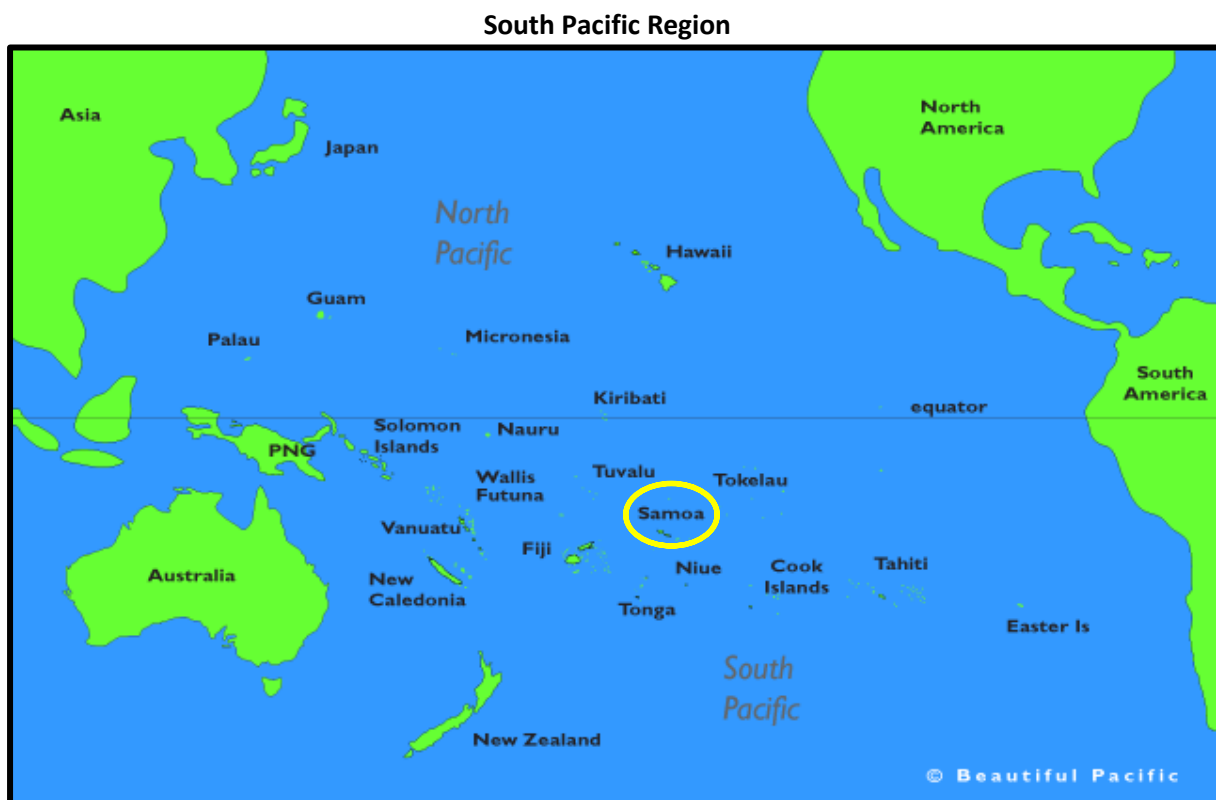 South Pacific Region
Asia
North
America
Japan
North
Pacific
Hawaii
Guam
Micronesia
Palau
South
America
Kiribati
equator
Solomon
Islands
Nauru
PNG
Tuvalu
Wallis
Futuna
Tokelau
Samoa
Vanuatu
Fiji
Australia
New
Caledonia
Niue
Cook
Islands
Tahiti
Tonga
Easter Is
South
Pacific
New Zealand
© Beautiful Pacific